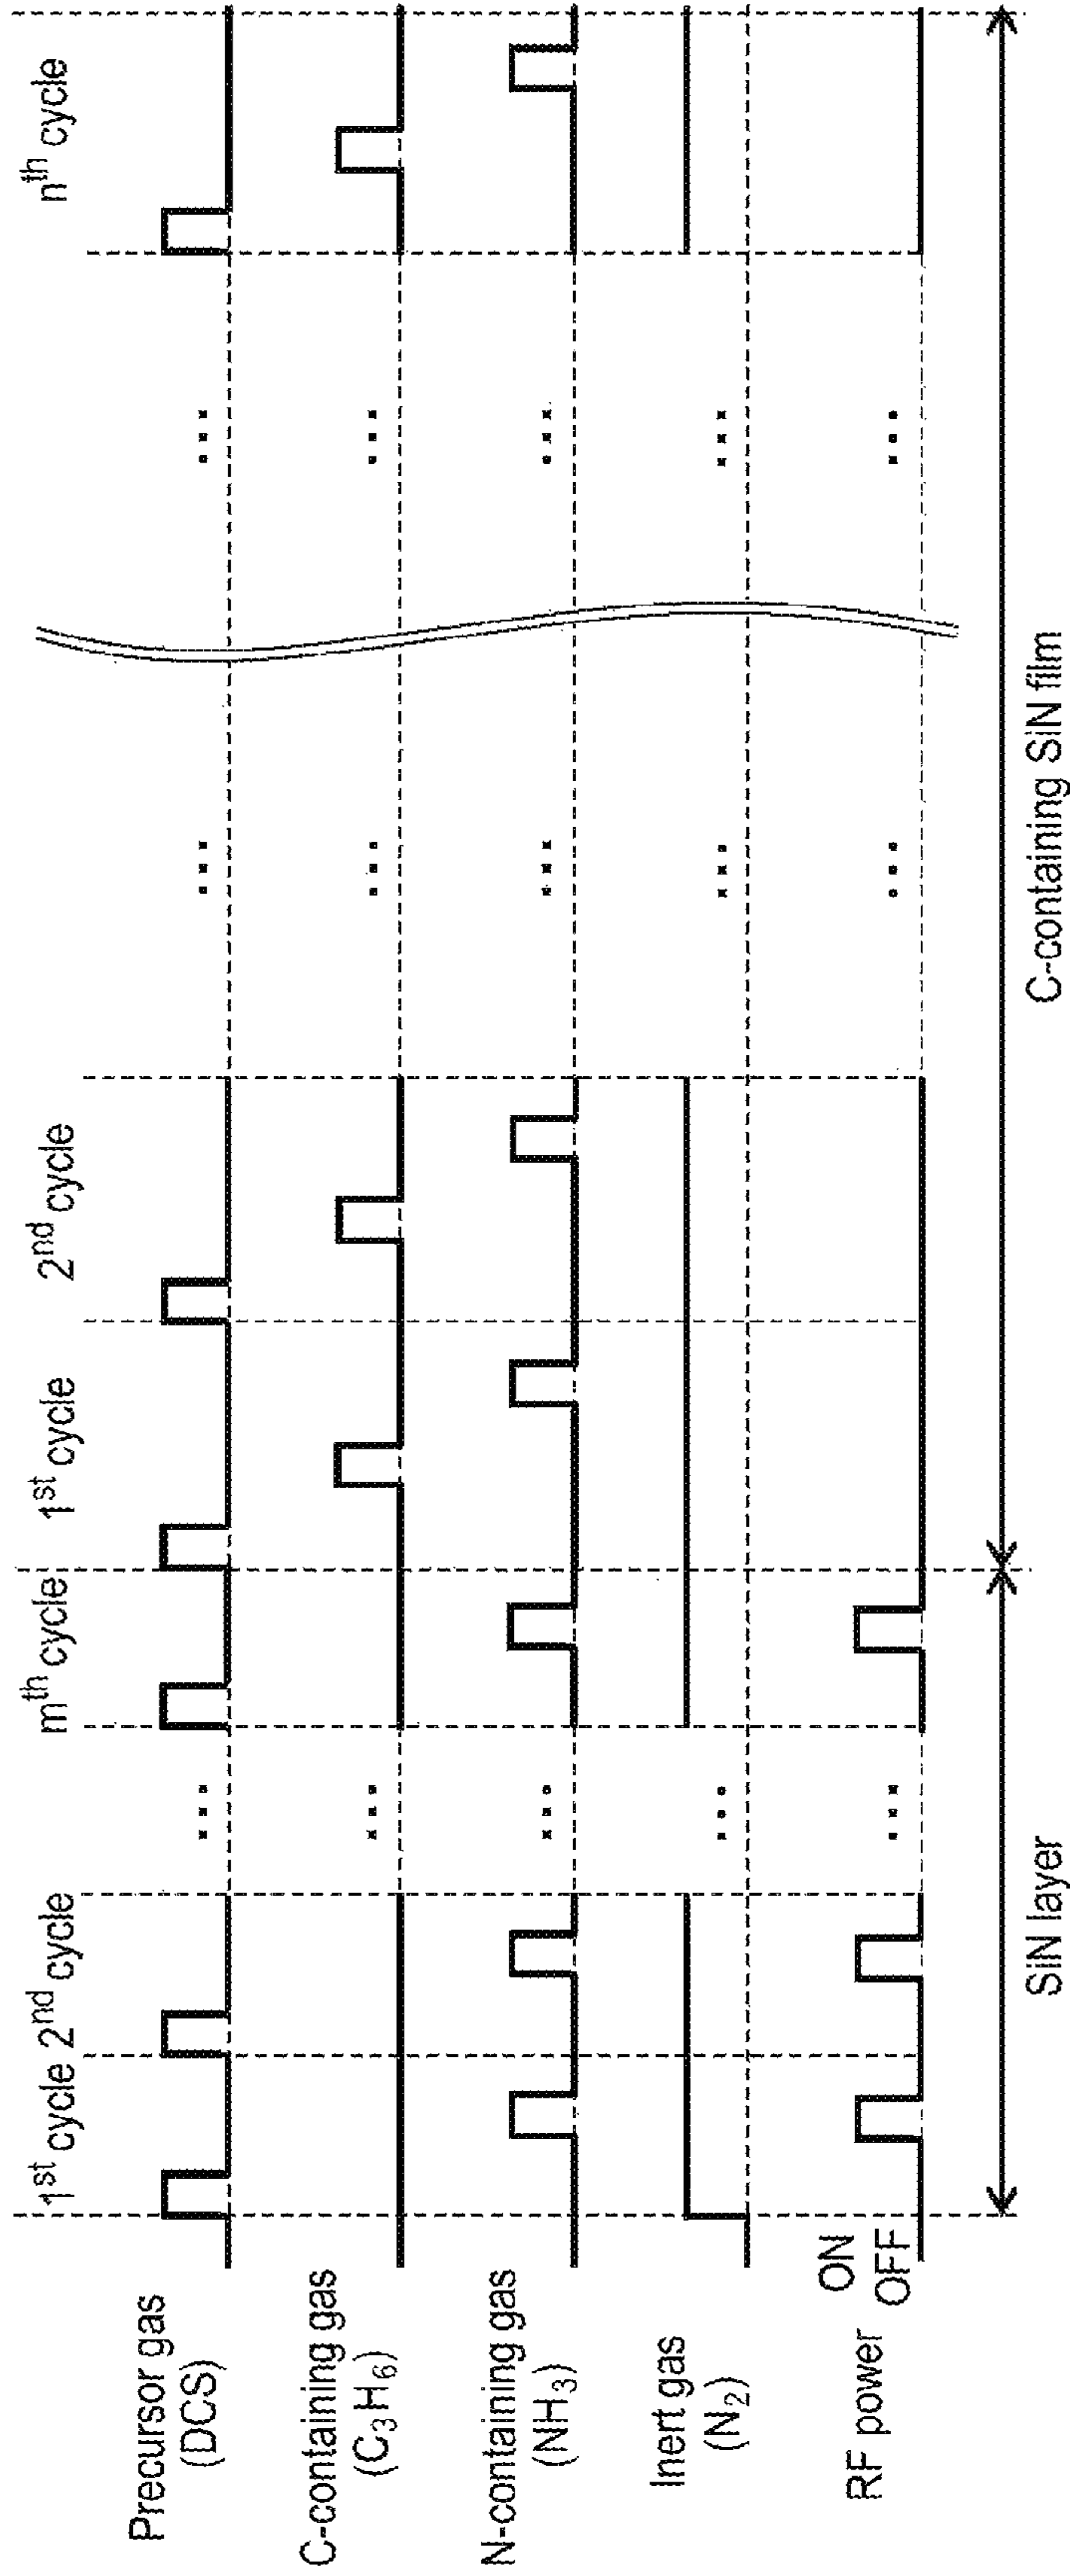 1st cycle
2nd cycle
mth cycle
1st cycle
2nd cycle
nth cycle
Precursor gas
(DCS)
C-containing gas
(C3H6)
N-containing gas
(NH3)
Inert gas
(N2)
ON
RF power
OFF
SiN layer
C-containing SiN film